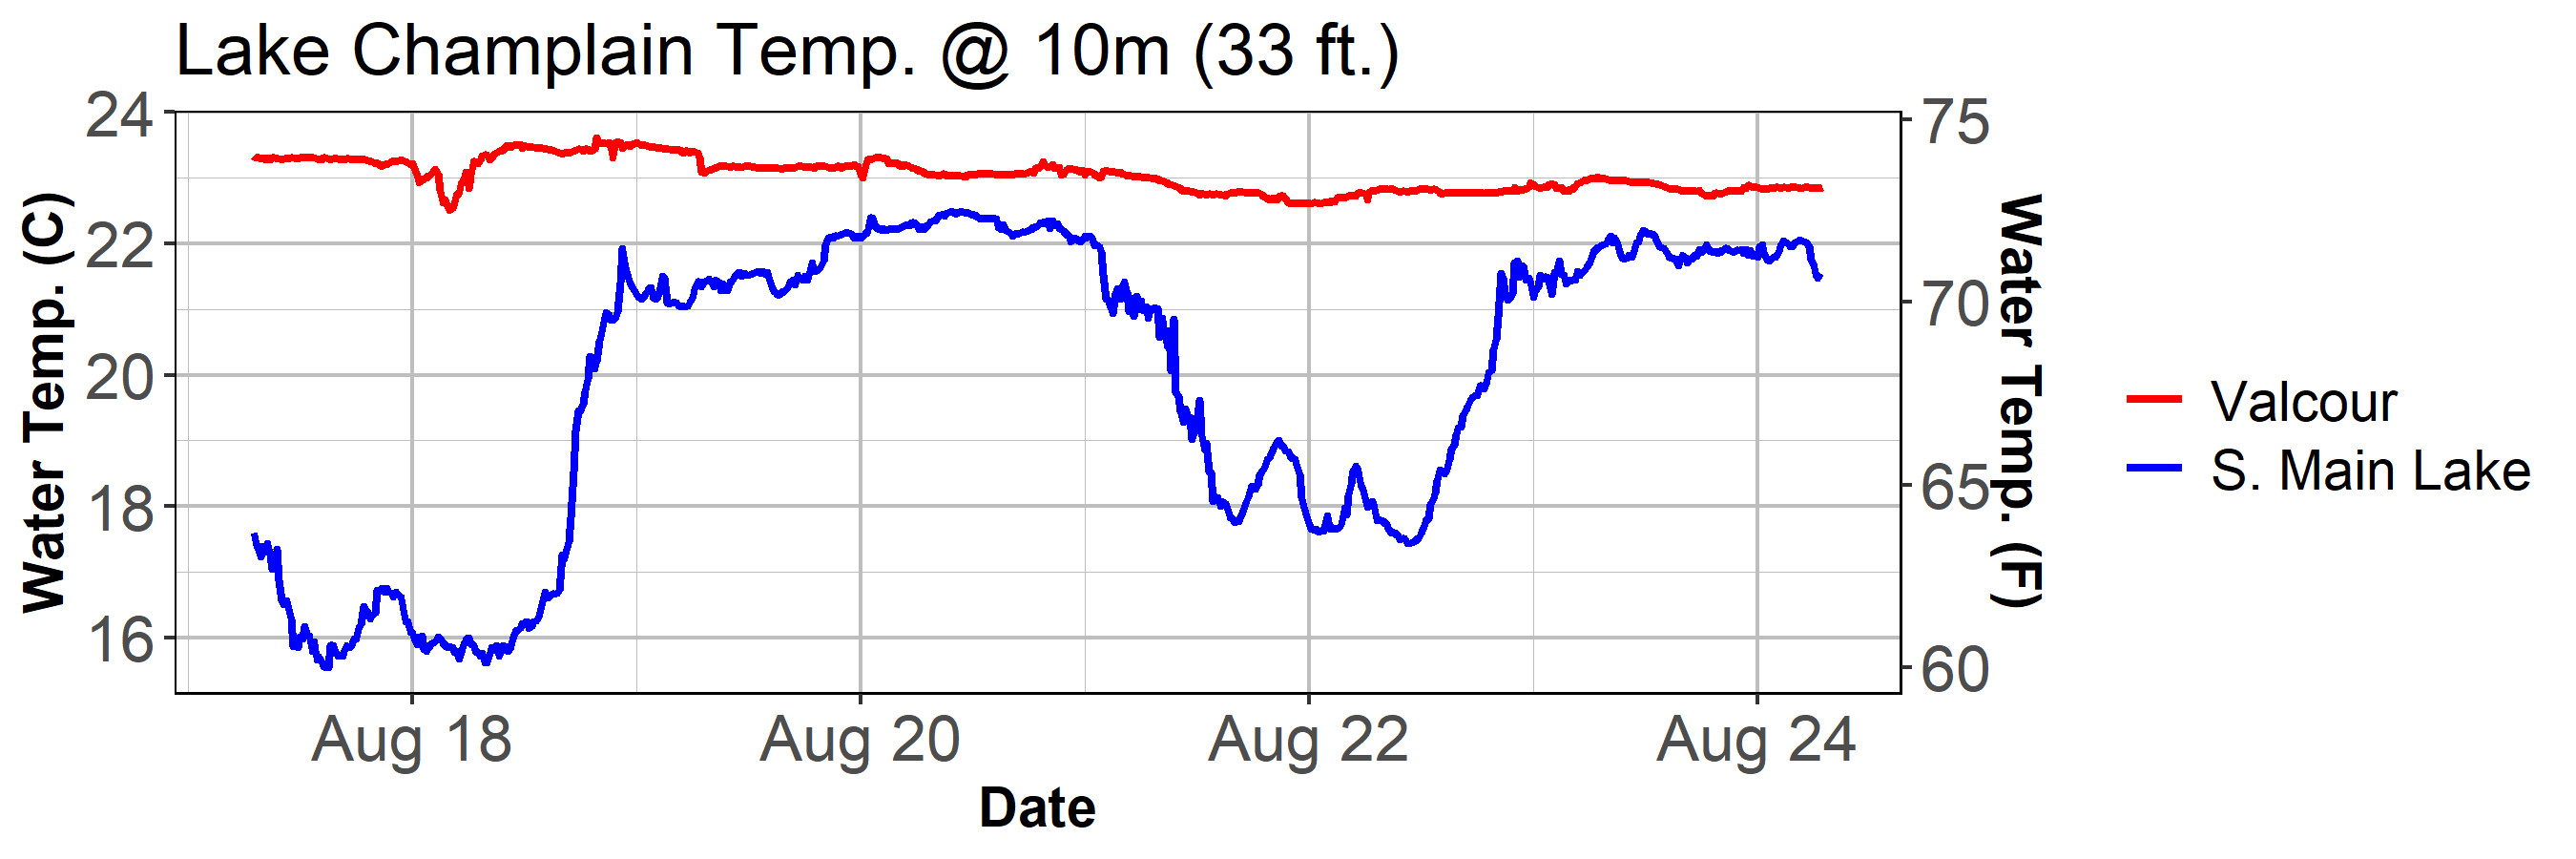 Lake Champlain Temp. @ 10m (33 ft.)
Water Temp. (C)
24
22
20
18
16
75
70
65
60
Water Temp. (F)
Aug 18
Aug 20
Aug 22
Aug 24
Date
Valcour
S. Main Lake